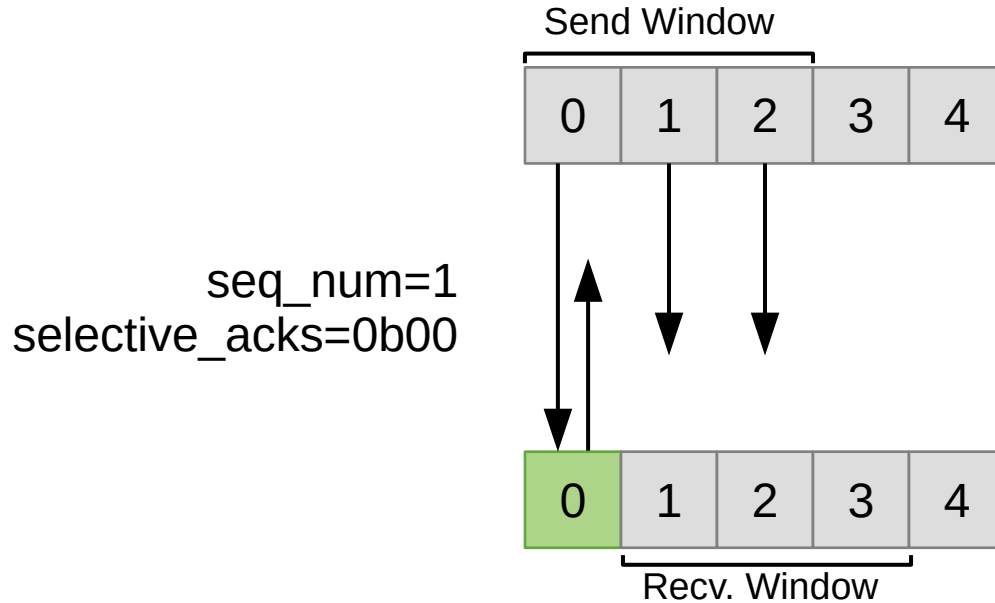 Send Window
0 1 2 3 4
seq_num=1
selective_acks=0b00
0 1 2 3 4
Recv. Window